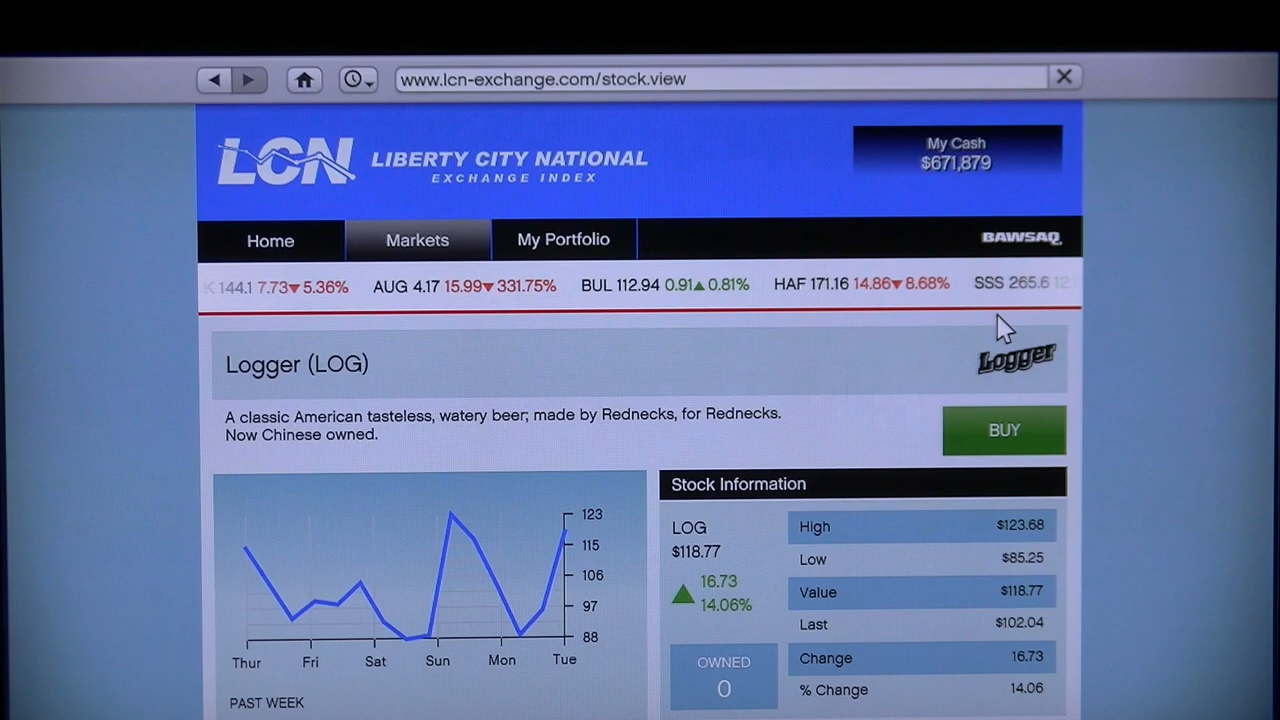 www.lcn-exchange.com/stock.view
LCN LIBERTY CITY NATIONAL
EXCHANGE INDEX
My Cash
$671,879
Home Markets My Portfolio BAWSAQ
K 144.1 7.73▼5.36% AUG 4.17 15.99▼331.75% BUL 112.94 0.91▲0.81% HAF 171.16 14.86▼8.68% SSS 265.6 12
Logger (LOG) Logger
A classic American tasteless, watery beer; made by Rednecks, for Rednecks.
Now Chinese owned.
BUY
123
115
106
97
88
Thur Fri Sat Sun Mon Tue
PAST WEEK
Stock Information
LOG
$118.77
16.73
14.06%
OWNED
0
High $123.68
Low $85.25
Value $118.77
Last $102.04
Change 16.73
% Change 14.06